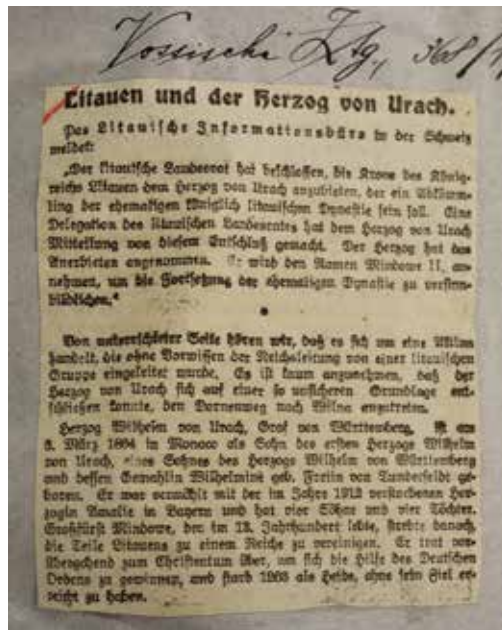 Vossische Ztg., 368/1
Litauen und der Herzog von Urach.
Das Litauische Informationsbüro in der Schweiz
meldet:
„Der litauische Landesrat hat beschlossen, die Krone des König-
reichs Litauen dem Herzog von Urach anzubieten, der ein Abkömm-
ling der ehemaligen königlich litauischen Dynastie sein soll. Eine
Delegation des litauischen Landesrates hat dem Herzog von Urach
Mitteilung von diesem Entschluß gemacht. Der Herzog hat das
Anerbieten angenommen. Er wird den Namen Mindowe II. an-
nehmen, um die Fortsetzung der ehemaligen Dynastie zu versinn-
bildlichen."
Von unterrichteter Seite hören wir, daß es sich um eine Aktion
handelt, die ohne Vorwissen der Reichsleitung von einer litauischen
Gruppe eingeleitet wurde. Es ist kaum anzunehmen, daß der
Herzog von Urach sich auf einer so unsicheren Grundlage ent-
schließen könnte, den Dornenweg nach Wilna anzutreten.
Herzog Wilhelm von Urach, Graf von Württemberg, ist am
3. März 1864 in Monaco als Sohn des ersten Herzogs Wilhelm
von Urach, eines Sohnes des Herzogs Wilhelm von Württemberg
und dessen Gemahlin Wilhelmine geb. Freiin von Tunderfeldt ge-
boren. Er war vermählt mit der im Jahre 1912 verstorbenen Her-
zogin Amalie in Bayern und hat vier Söhne und vier Töchter.
Großfürst Mindowe, der im 13. Jahrhundert lebte, strebte danach,
die Teile Litauens zu einem Reiche zu vereinigen. Er trat vor-
übergehend zum Christentum über, um sich die Hilfe des Deutschen
Ordens zu gewinnen, und starb 1263 als Heide, ohne sein Ziel er-
reicht zu haben.